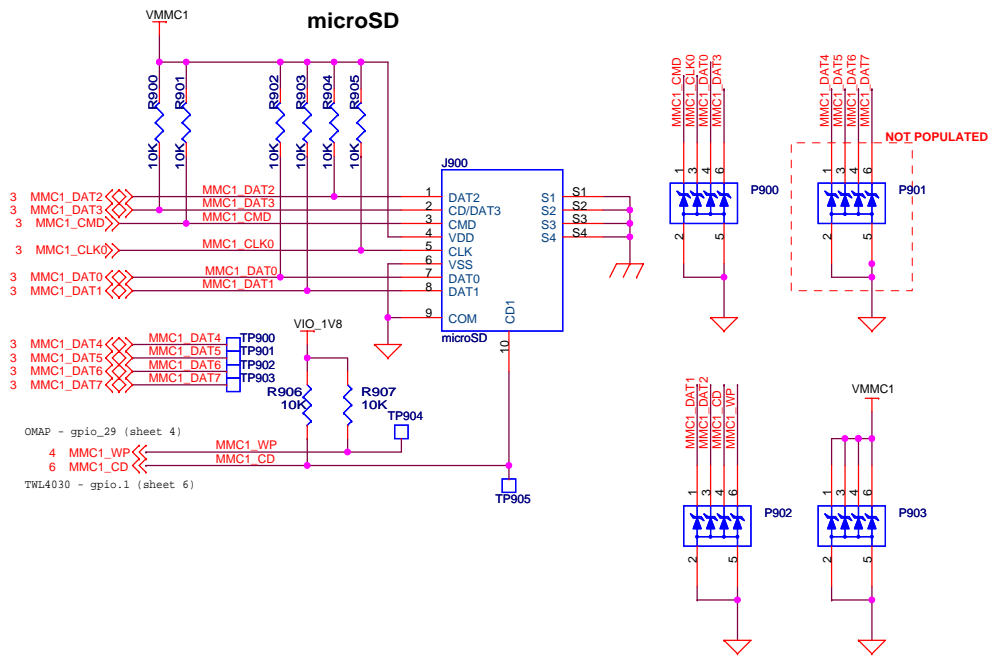 microSD
VMMC1
R900 10K
R901 10K
R902 10K
R903 10K
R904 10K
R905 10K
J900
3 MMC1_DAT2 MMC1_DAT2 1 DAT2 S1 S1
3 MMC1_DAT3 MMC1_DAT3 2 CD/DAT3 S2 S2
3 MMC1_CMD MMC1_CMD 3 CMD S3 S3
4 VDD S4 S4
3 MMC1_CLK0 MMC1_CLK0 5 CLK
6 VSS
3 MMC1_DAT0 MMC1_DAT0 7 DAT0
3 MMC1_DAT1 MMC1_DAT1 8 DAT1
9 COM CD1
microSD
10
VIO_1V8
3 MMC1_DAT4 MMC1_DAT4 TP900
3 MMC1_DAT5 MMC1_DAT5 TP901
3 MMC1_DAT6 MMC1_DAT6 TP902
3 MMC1_DAT7 MMC1_DAT7 TP903
R906 10K
R907 10K
TP904
OMAP - gpio_29 (sheet 4)
4 MMC1_WP MMC1_WP
6 MMC1_CD MMC1_CD
TWL4030 - gpio.1 (sheet 6)
TP905
MMC1_CMD
MMC1_CLK0
MMC1_DAT0
MMC1_DAT3
1 3 4 6
P900
2 5
MMC1_DAT4
MMC1_DAT5
MMC1_DAT6
MMC1_DAT7
NOT POPULATED
1 3 4 6
P901
2 5
MMC1_DAT1
MMC1_DAT2
MMC1_CD
MMC1_WP
1 3 4 6
P902
2 5
VMMC1
1 3 4 6
P903
2 5